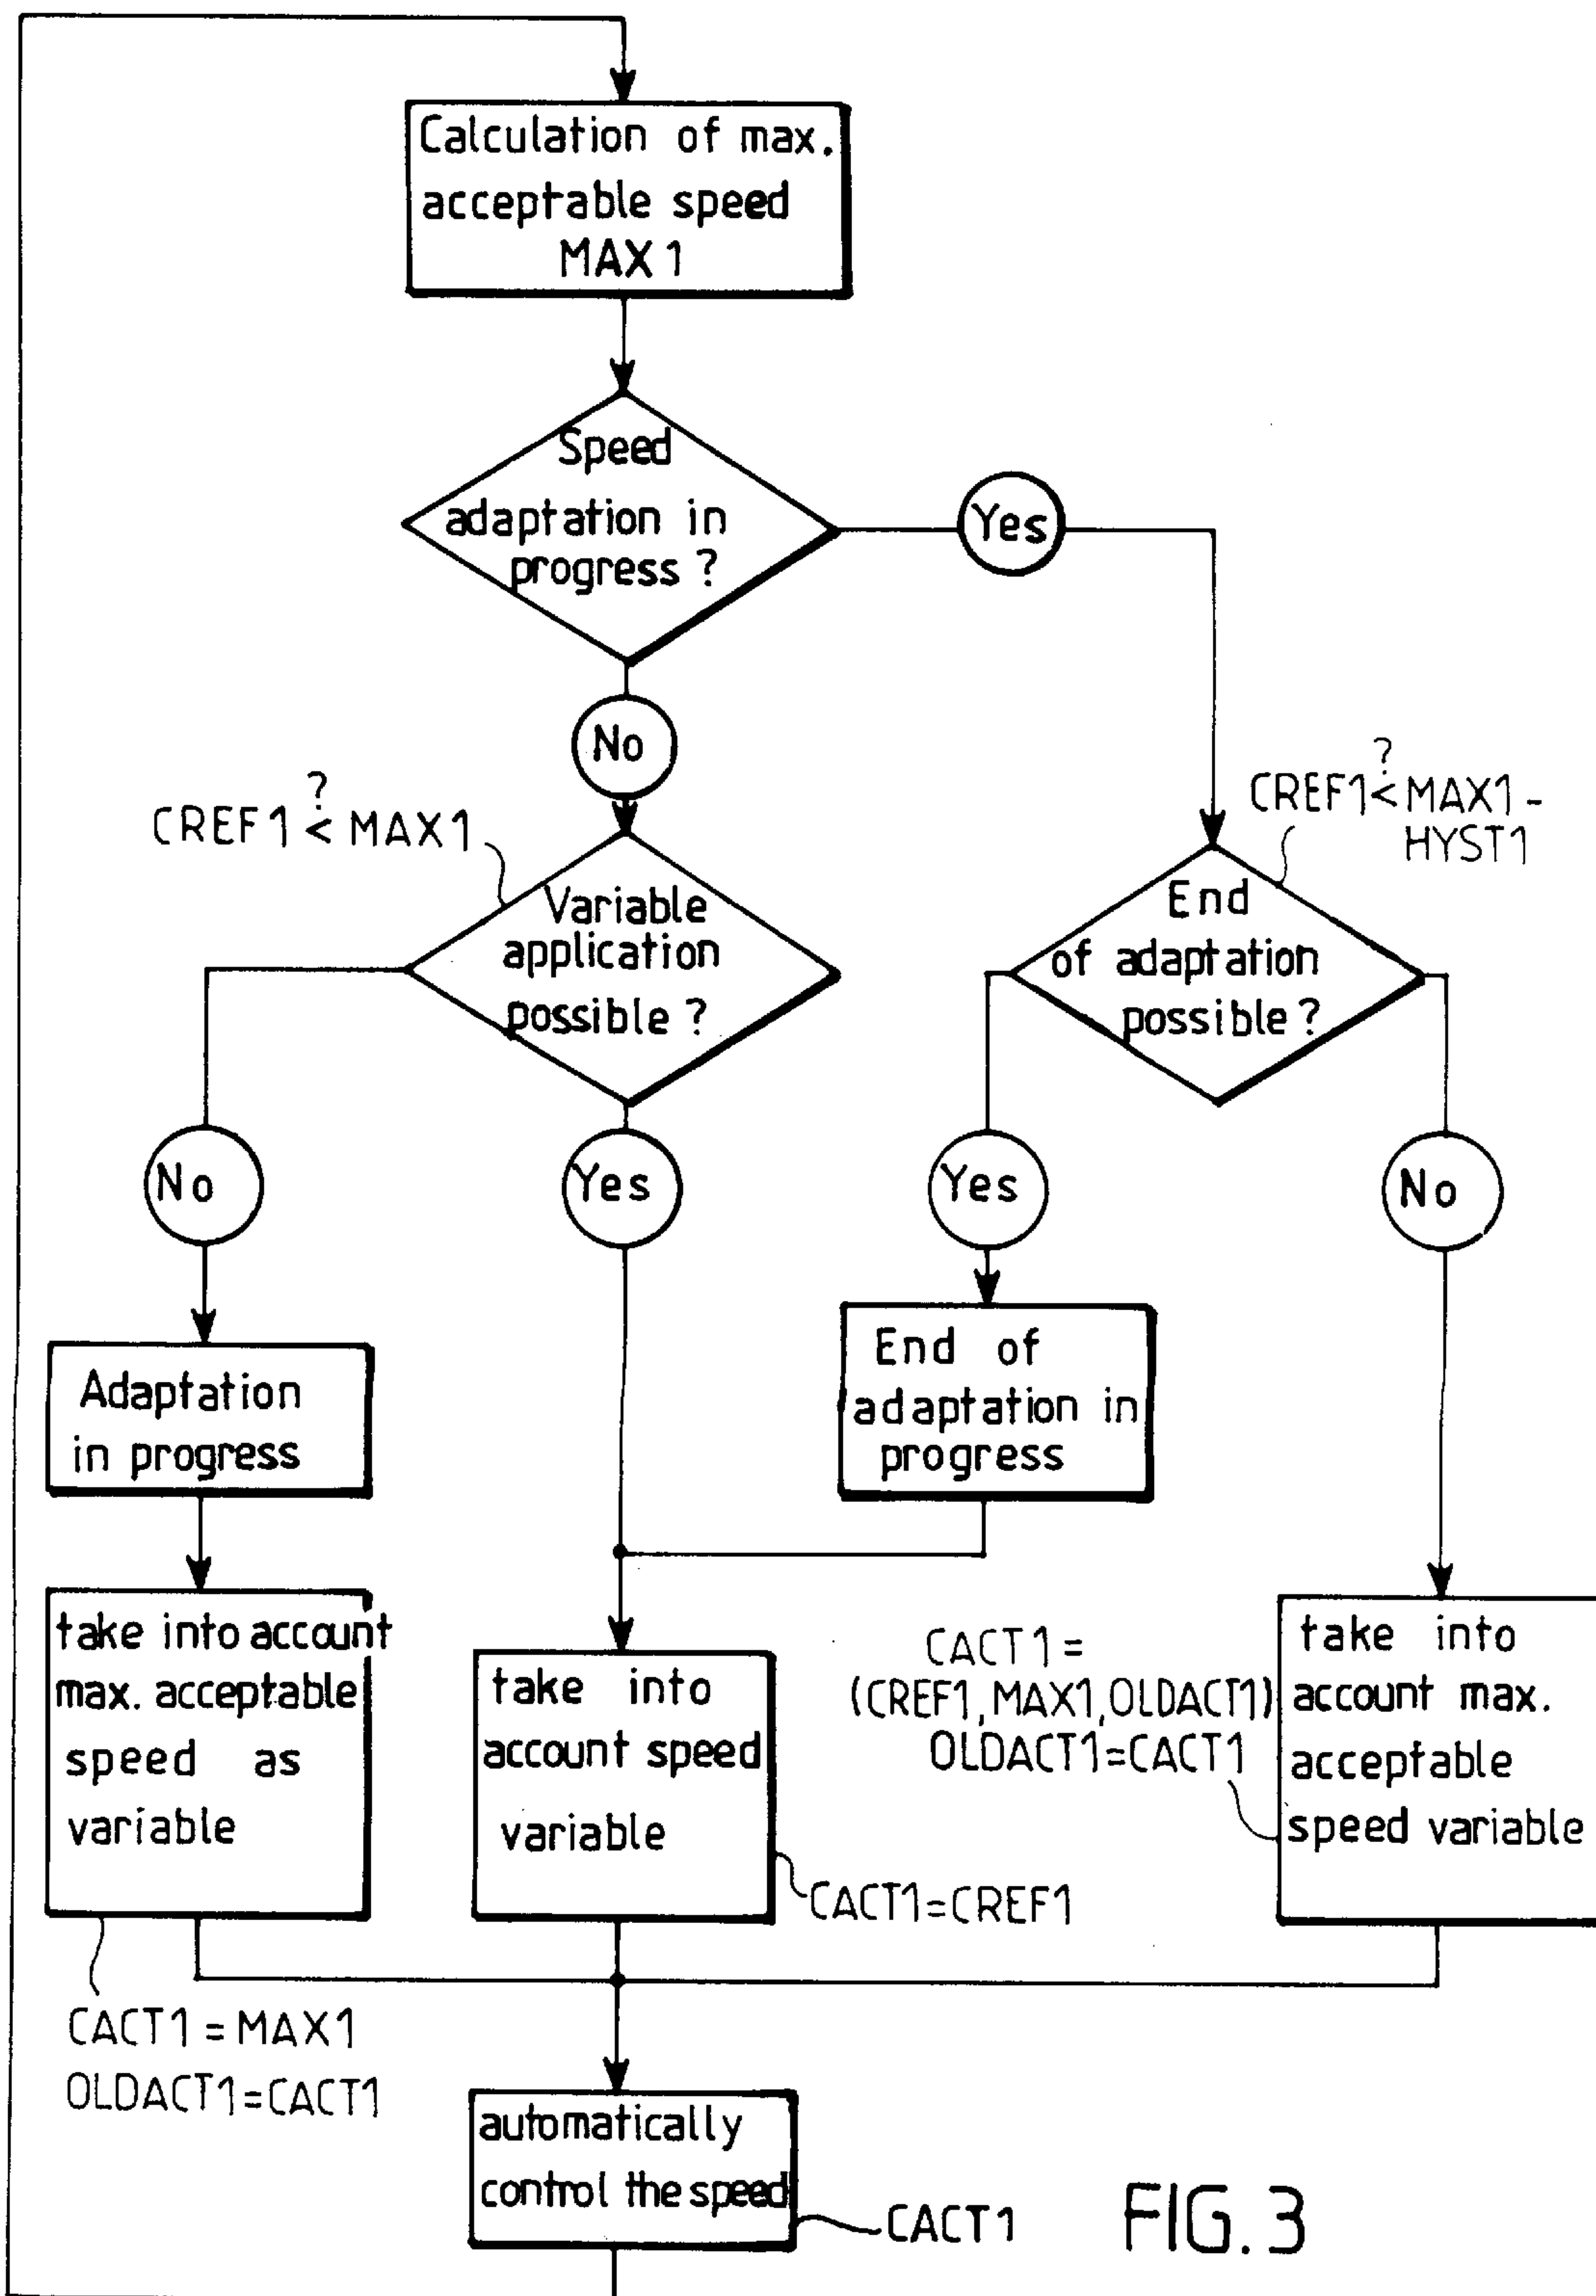 Calculation of max.
acceptable speed
MAX 1
Speed
adaptation in
progress ?
Yes
No
?
CREF1 < MAX1
?
CREF1 < MAX1 -
HYST1
Variable
application
possible ?
End
of adaptation
possible ?
No
Yes
Yes
No
Adaptation
in progress
End of
adaptation in
progress
take into account
max. acceptable
speed as
variable
take into
account speed
variable
CACT1 =
(CREF1, MAX1, OLDACT1)
OLDACT1=CACT1
take into
account max.
acceptable
speed variable
CACT1=CREF1
CACT1 = MAX1
OLDACT1=CACT1
automatically
control the speed
CACT1
FIG. 3